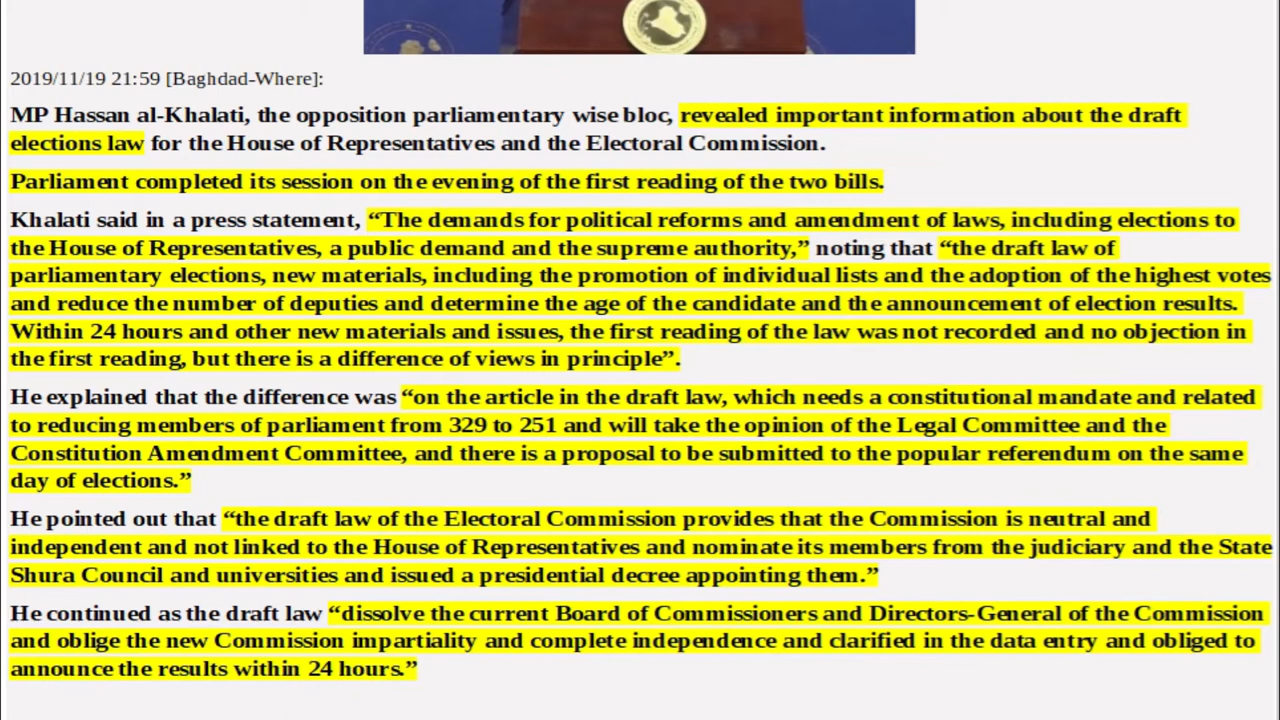 2019/11/19 21:59 [Baghdad-Where]:
MP Hassan al-Khalati, the opposition parliamentary wise bloc, revealed important information about the draft
elections law for the House of Representatives and the Electoral Commission.
Parliament completed its session on the evening of the first reading of the two bills.
Khalati said in a press statement, “The demands for political reforms and amendment of laws, including elections to
the House of Representatives, a public demand and the supreme authority,” noting that “the draft law of
parliamentary elections, new materials, including the promotion of individual lists and the adoption of the highest votes
and reduce the number of deputies and determine the age of the candidate and the announcement of election results.
Within 24 hours and other new materials and issues, the first reading of the law was not recorded and no objection in
the first reading, but there is a difference of views in principle”.
He explained that the difference was “on the article in the draft law, which needs a constitutional mandate and related
to reducing members of parliament from 329 to 251 and will take the opinion of the Legal Committee and the
Constitution Amendment Committee, and there is a proposal to be submitted to the popular referendum on the same
day of elections.”
He pointed out that “the draft law of the Electoral Commission provides that the Commission is neutral and
independent and not linked to the House of Representatives and nominate its members from the judiciary and the State
Shura Council and universities and issued a presidential decree appointing them.”
He continued as the draft law “dissolve the current Board of Commissioners and Directors-General of the Commission
and oblige the new Commission impartiality and complete independence and clarified in the data entry and obliged to
announce the results within 24 hours.”